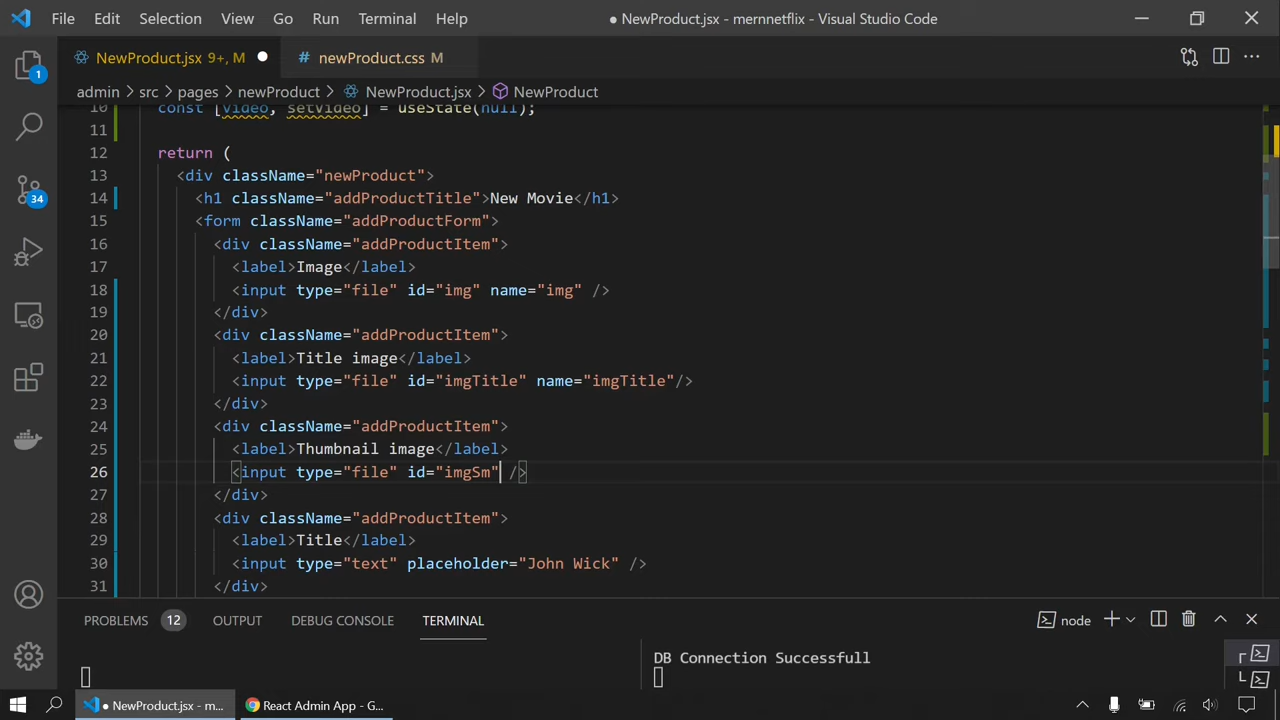 File Edit Selection View Go Run Terminal Help ● NewProduct.jsx - mernnetflix - Visual Studio Code
NewProduct.jsx 9+, M ● # newProduct.css M
admin > src > pages > newProduct > NewProduct.jsx > NewProduct
10 const [video, setVideo] = useState(null);
11
12 return (
13 <div className="newProduct">
14 <h1 className="addProductTitle">New Movie</h1>
15 <form className="addProductForm">
16 <div className="addProductItem">
17 <label>Image</label>
18 <input type="file" id="img" name="img" />
19 </div>
20 <div className="addProductItem">
21 <label>Title image</label>
22 <input type="file" id="imgTitle" name="imgTitle"/>
23 </div>
24 <div className="addProductItem">
25 <label>Thumbnail image</label>
26 <input type="file" id="imgSm" />
27 </div>
28 <div className="addProductItem">
29 <label>Title</label>
30 <input type="text" placeholder="John Wick" />
31 </div>
1
34
PROBLEMS 12 OUTPUT DEBUG CONSOLE TERMINAL node
DB Connection Successfull
● NewProduct.jsx - m... React Admin App - G...